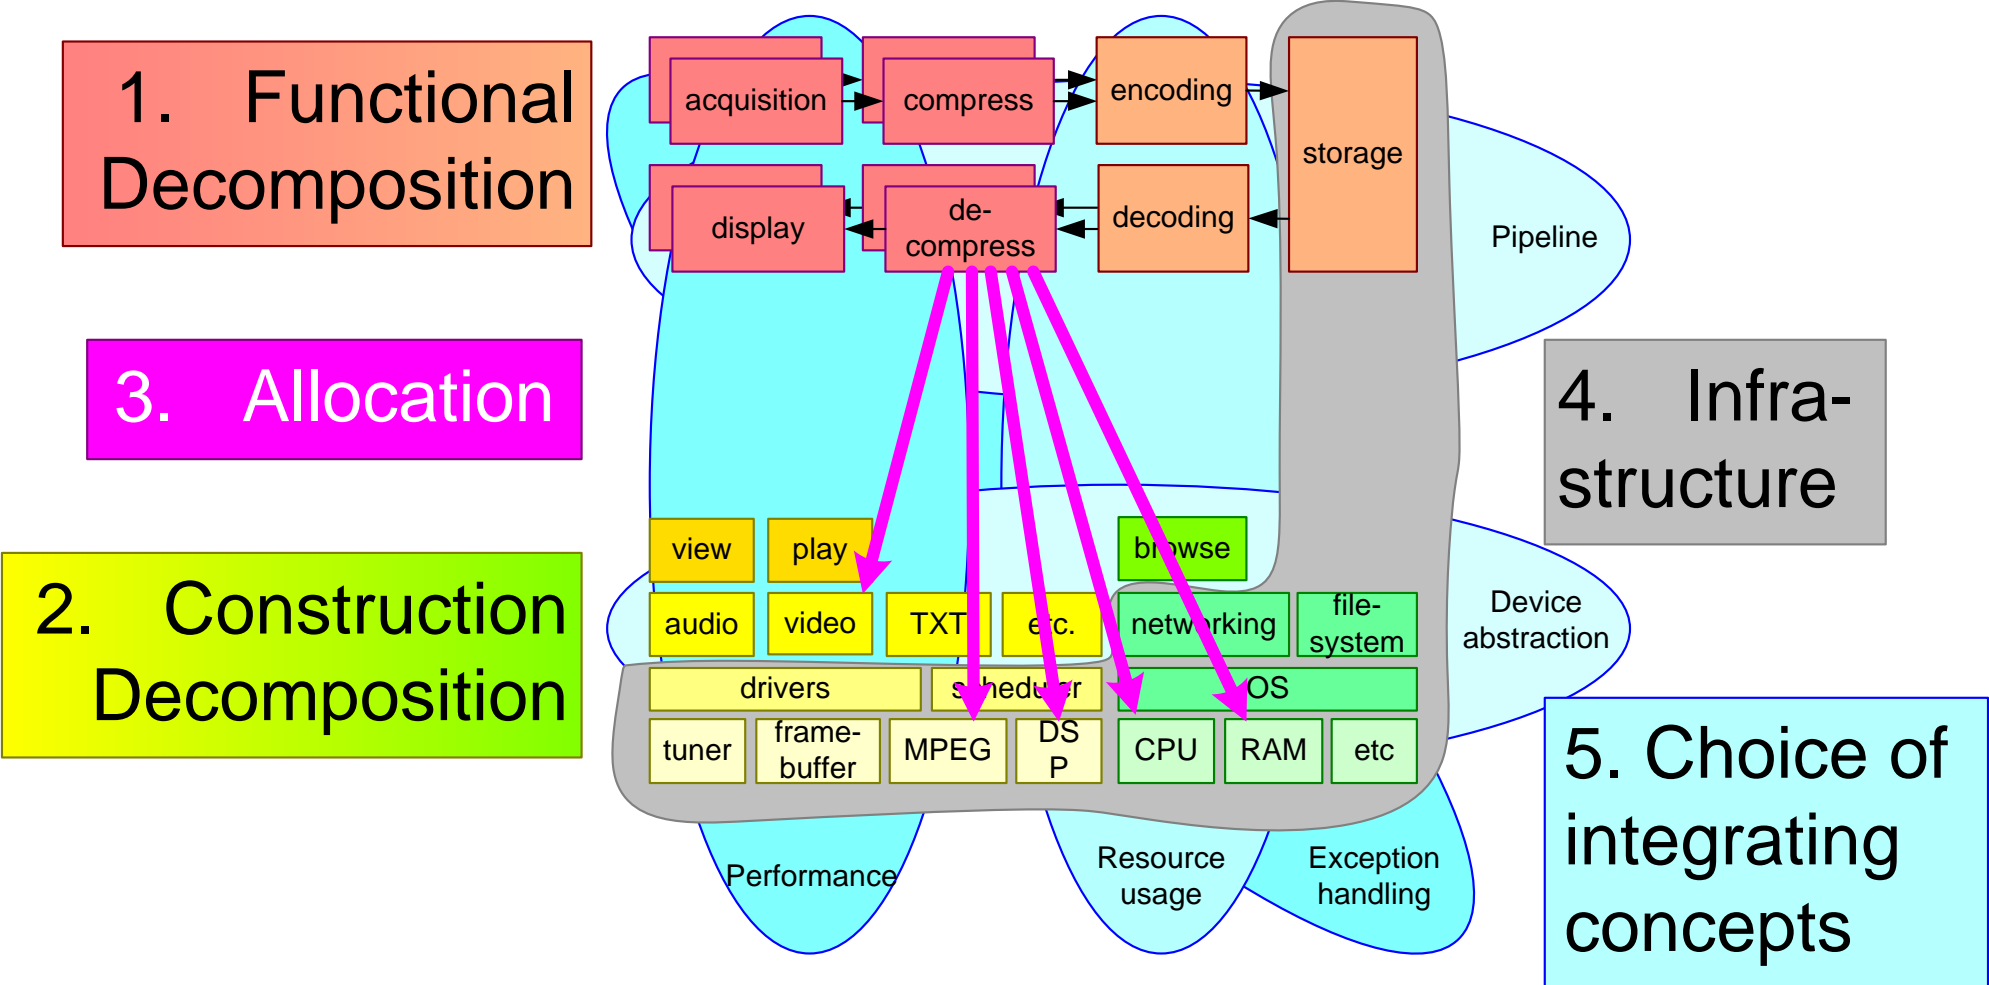 1. Functional
Decomposition
acquisition
compress
encoding
storage
display
de-
compress
decoding
Pipeline
3. Allocation
4. Infra-
structure
2. Construction
Decomposition
view
play
browse
audio
video
TXT
etc.
networking
file-
system
Device
abstraction
drivers
scheduler
OS
tuner
frame-
buffer
MPEG
DS
P
CPU
RAM
etc
5. Choice of
integrating
concepts
Performance
Resource
usage
Exception
handling